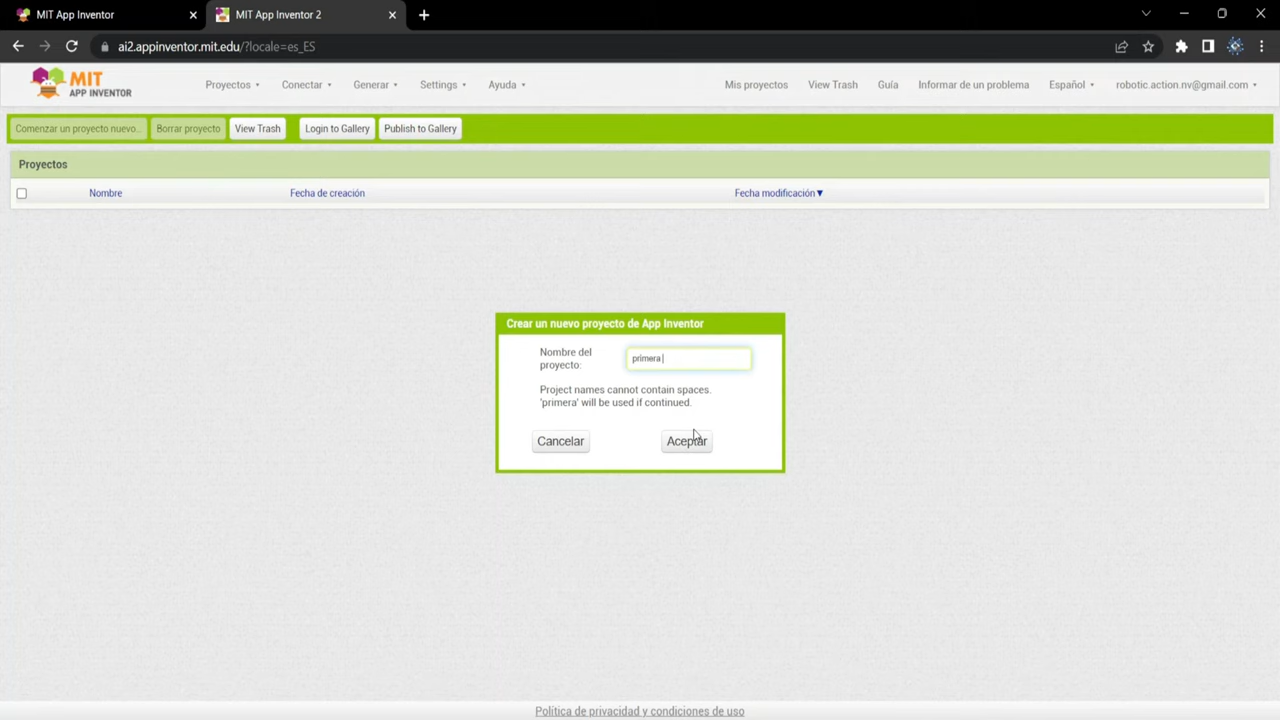 MIT App Inventor
MIT App Inventor 2
ai2.appinventor.mit.edu/?locale=es_ES
MIT
APP INVENTOR
Proyectos
Conectar
Generar
Settings
Ayuda
Mis proyectos
View Trash
Guía
Informar de un problema
Español
robotic.action.nv@gmail.com
Comenzar un proyecto nuevo...
Borrar proyecto
View Trash
Login to Gallery
Publish to Gallery
Proyectos
Nombre
Fecha de creación
Fecha modificación▼
Crear un nuevo proyecto de App Inventor
Nombre del
proyecto:
primera
Project names cannot contain spaces.
'primera' will be used if continued.
Cancelar
Aceptar
Política de privacidad y condiciones de uso